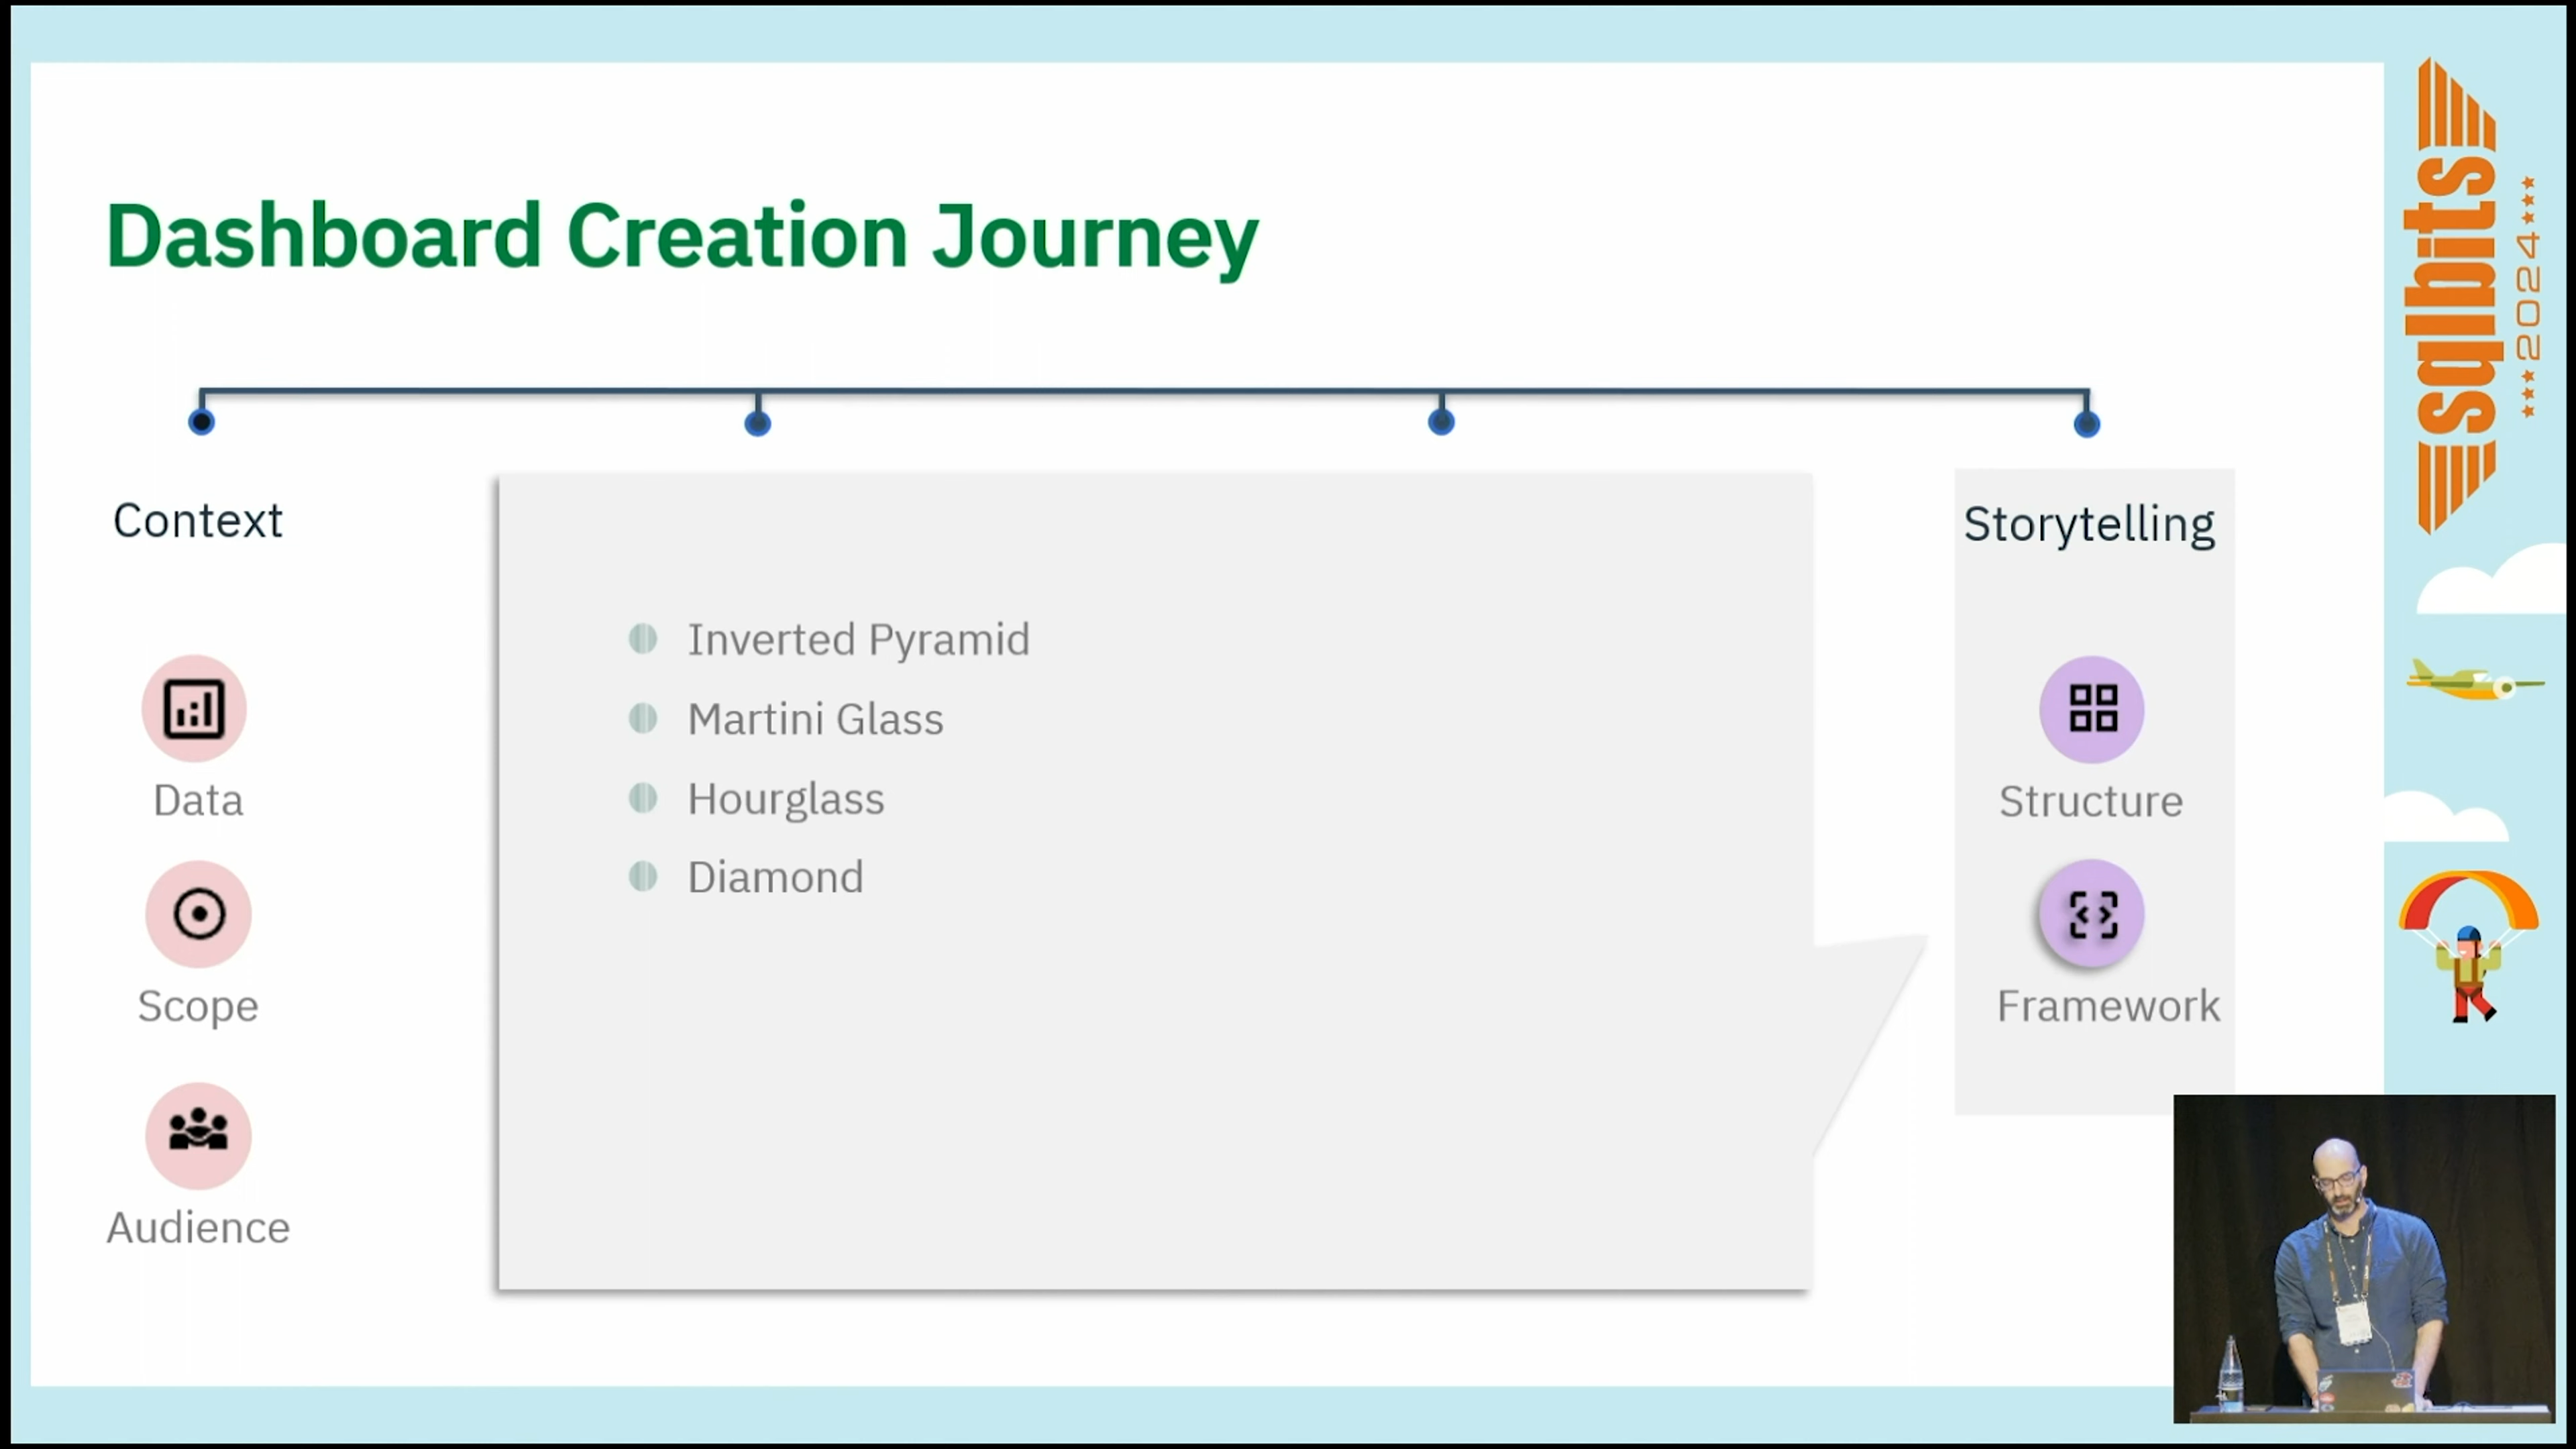 Dashboard Creation Journey
Context
Data
Scope
Audience
Inverted Pyramid
Martini Glass
Hourglass
Diamond
Storytelling
Structure
Framework
sqlbits
2024